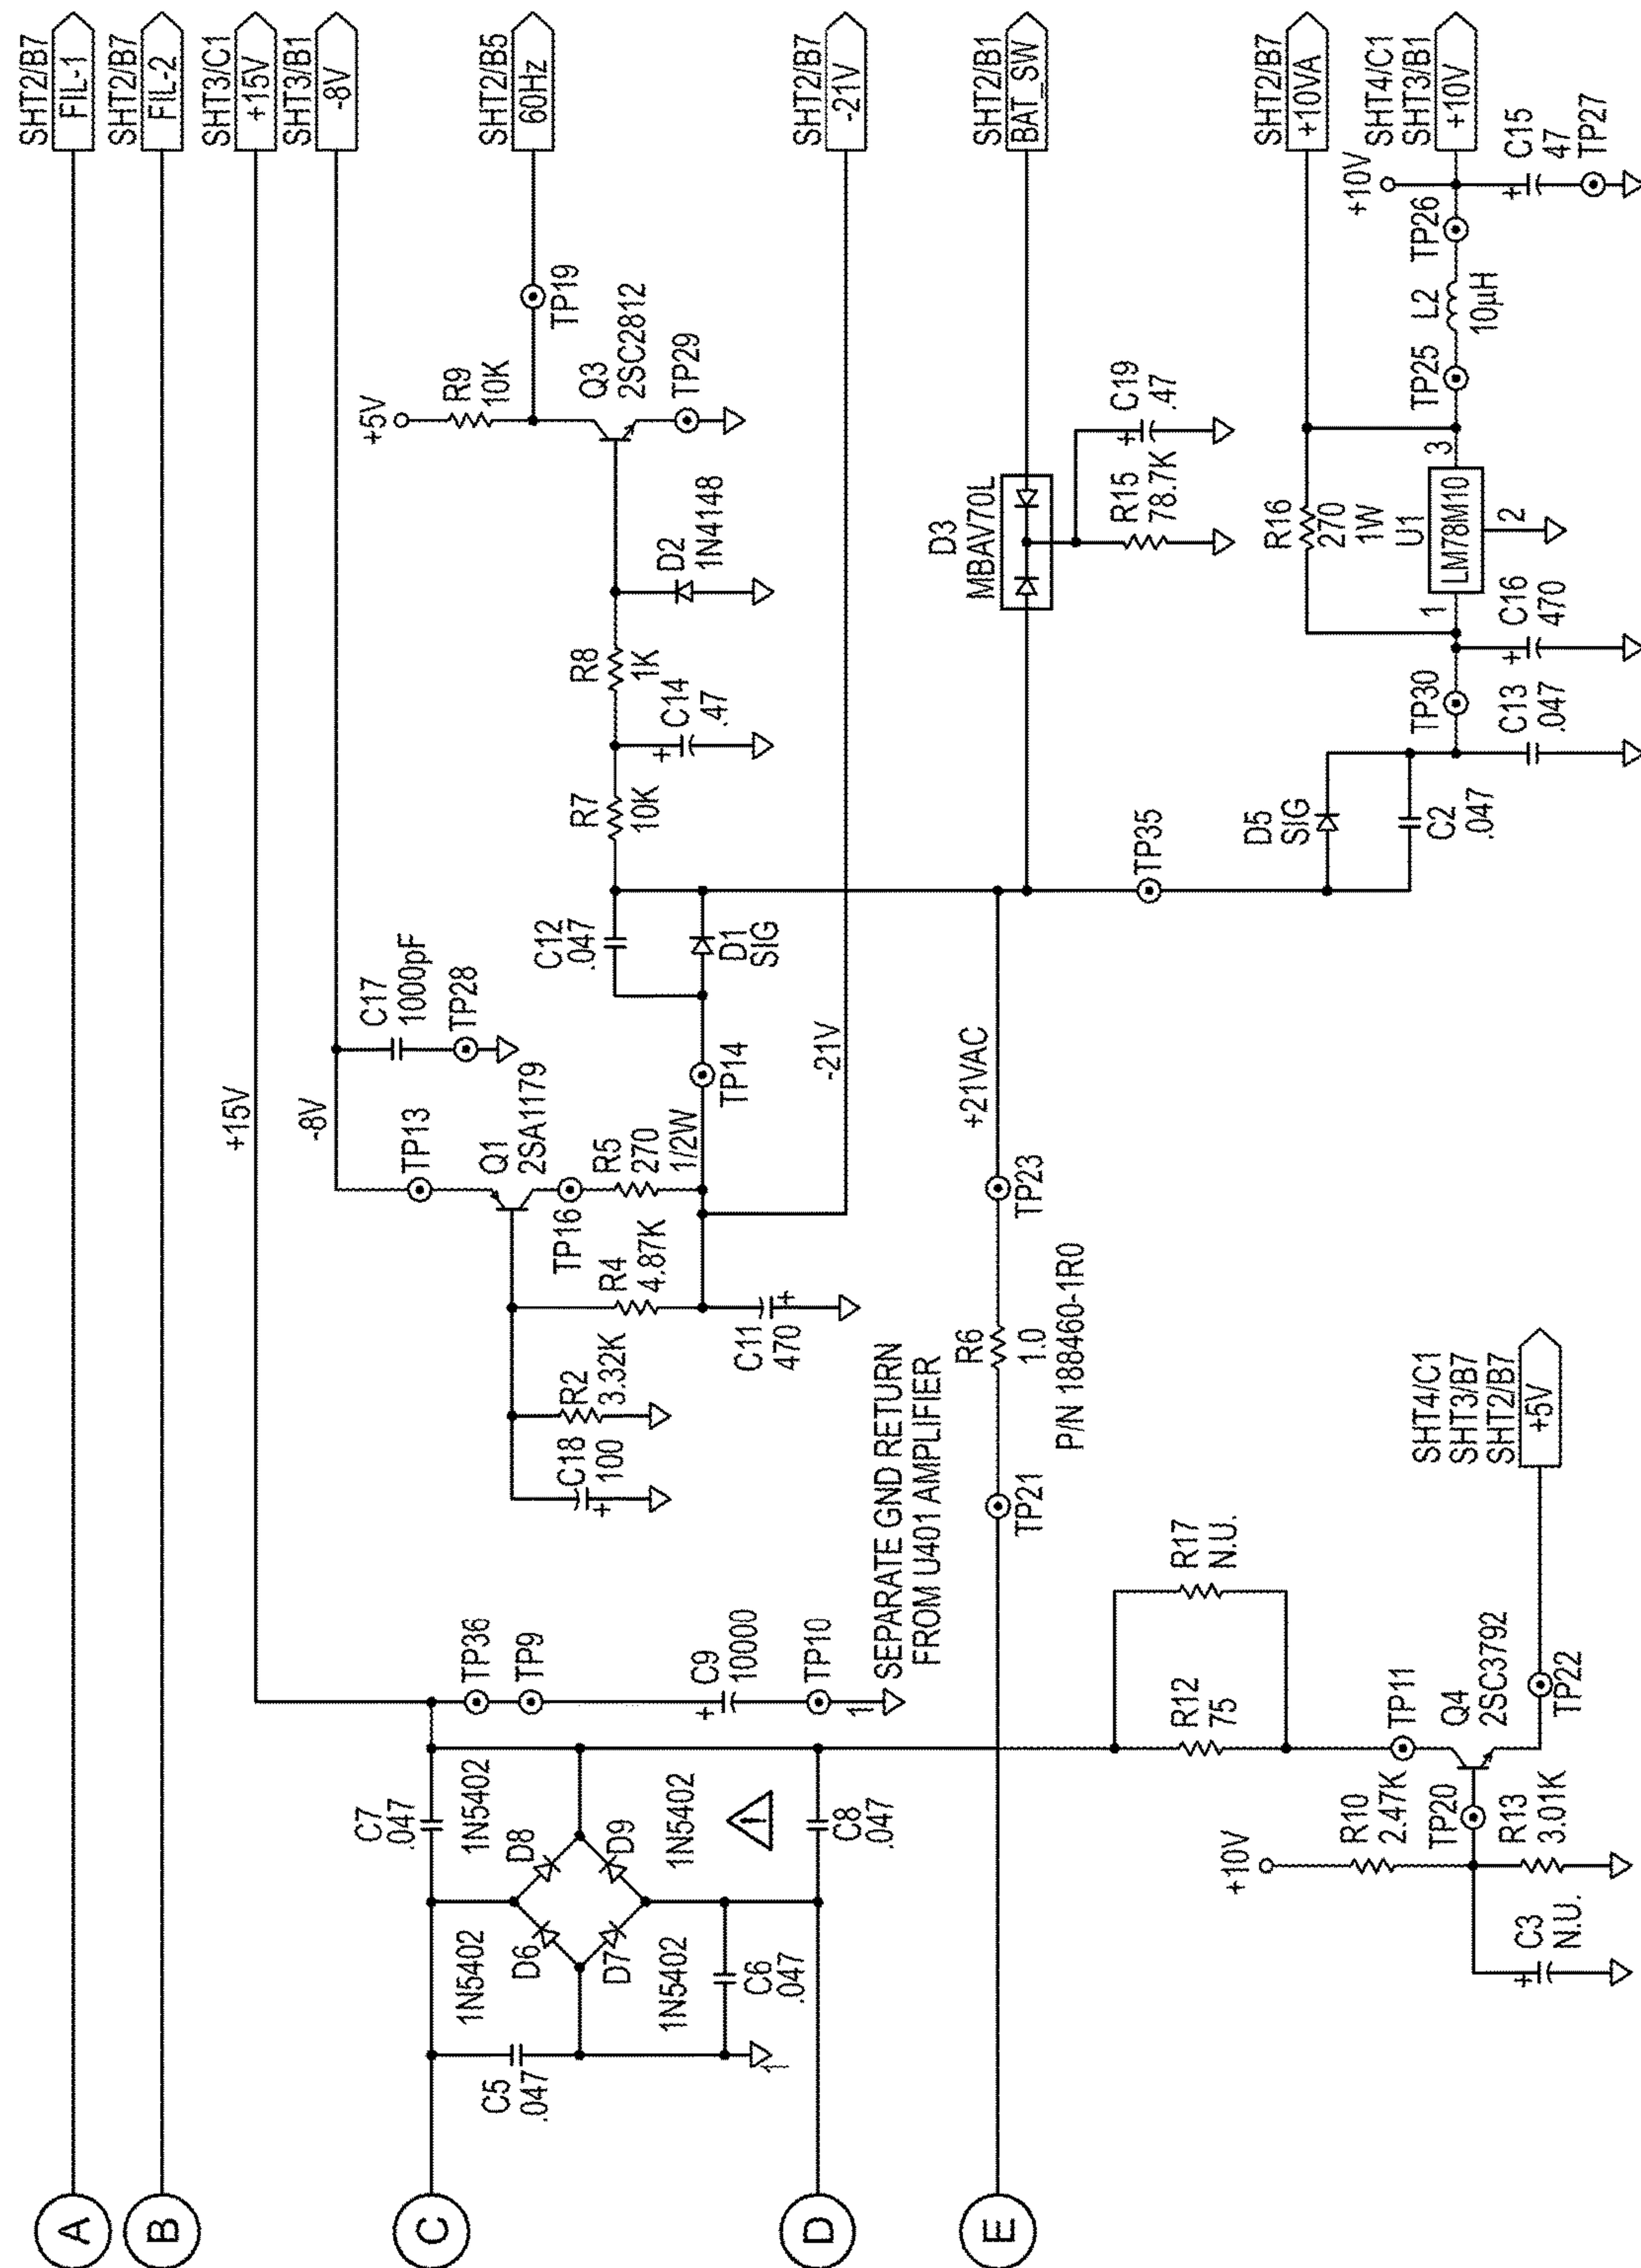 A
SHT2/B7
FIL-1
B
SHT2/B7
FIL-2
SHT3/C1
+15V
+15V
SHT3/B1
-8V
-8V
C
C5
.047
C7
.047
1N5402
D6
1N5402
D8
D7
1N5402
D9
1N5402
C6
.047
C8
.047
1
D
TP36
TP9
C9
10000
+
TP10
1
SEPARATE GND RETURN
FROM U401 AMPLIFIER
C18
100
+
R2
3.32K
R4
4.87K
C11
470
+
TP13
Q1
2SA1179
TP16
R5
270
1/2W
C17
1000pF
TP28
TP14
C12
.047
D1
SIG
R7
10K
C14
.47
+
R8
1K
D2
1N4148
+5V
R9
10K
Q3
2SC2812
TP29
TP19
SHT2/B5
60Hz
-21V
SHT2/B7
-21V
E
TP21
R6
1.0
P/N 188460-1R0
TP23
+21VAC
D3
MBAV70L
R15
78.7K
C19
.47
+
SHT2/B1
BAT_SW
TP35
D5
SIG
C2
.047
TP30
C13
.047
C16
470
+
R16
270
1W
U1
LM78M10
1
2
3
TP25
L2
10µH
TP26
+10V
C15
47
+
TP27
SHT2/B7
+10VA
SHT4/C1
SHT3/B1
+10V
R12
75
R17
N.U.
TP11
Q4
2SC3792
TP20
TP22
+10V
R10
2.47K
R13
3.01K
C3
N.U.
+
SHT4/C1
SHT3/B7
SHT2/B7
+5V